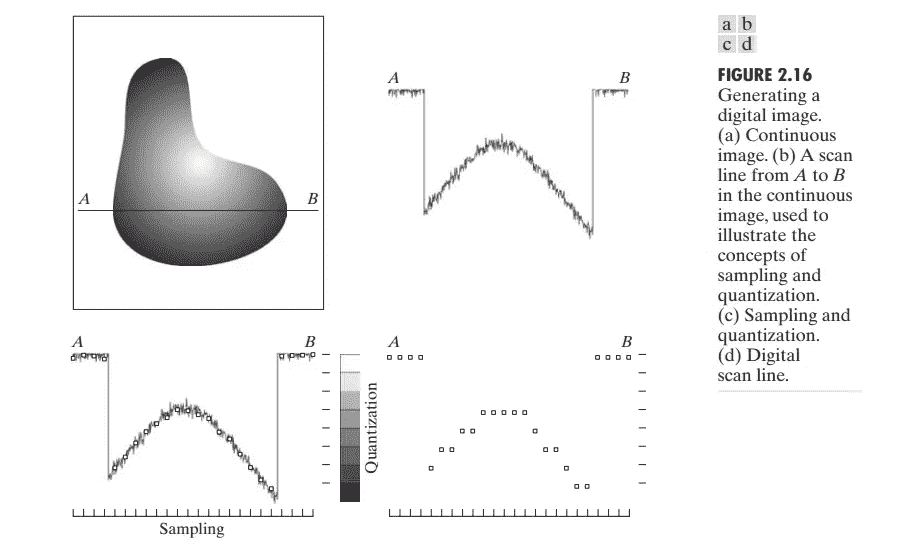 A
B
A
B
A
B
Quantization
Sampling
A
B
a b
c d
FIGURE 2.16
Generating a
digital image.
(a) Continuous
image. (b) A scan
line from A to B
in the continuous
image, used to
illustrate the
concepts of
sampling and
quantization.
(c) Sampling and
quantization.
(d) Digital
scan line.